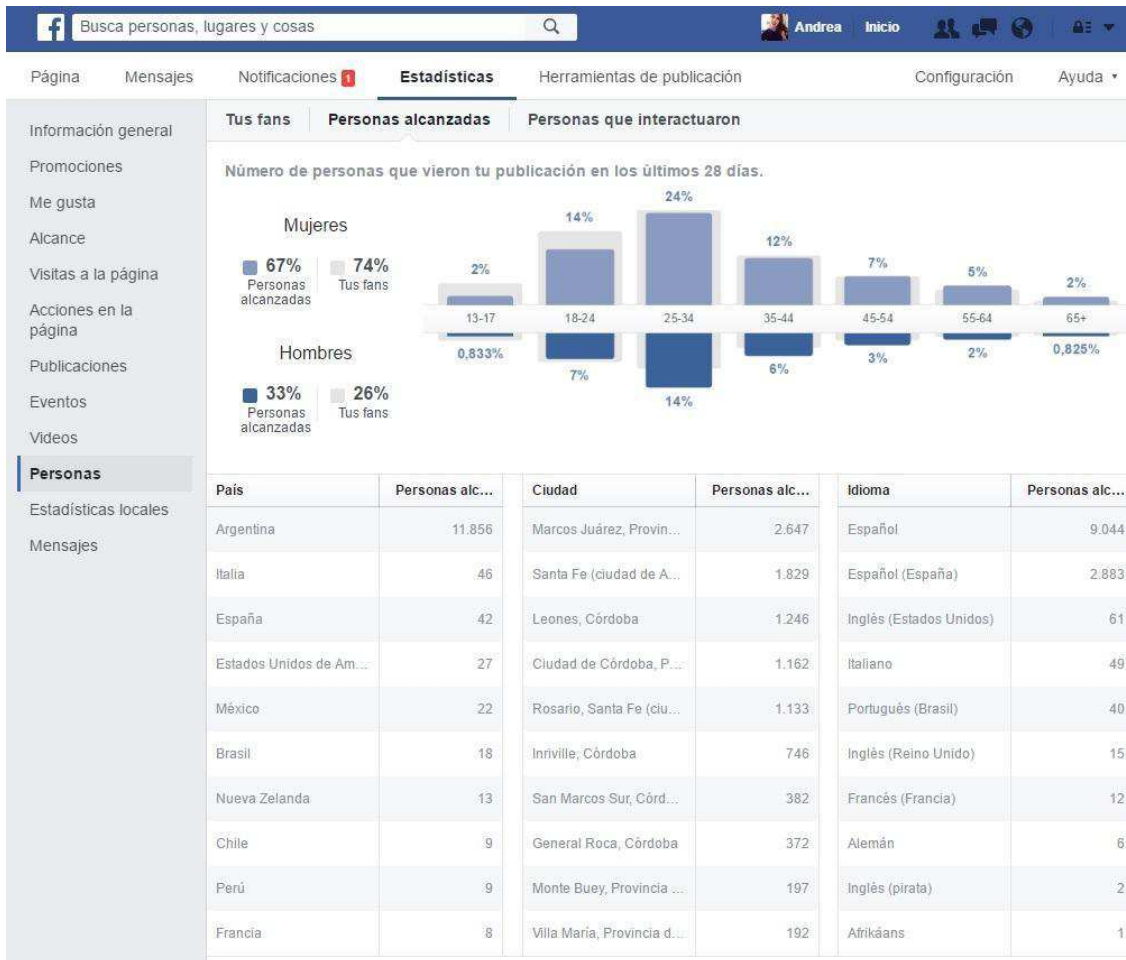 f Busca personas, lugares y cosas Andrea Inicio
Página Mensajes Notificaciones 1 Estadísticas Herramientas de publicación Configuración Ayuda
Información general
Promociones
Me gusta
Alcance
Visitas a la página
Acciones en la
página
Publicaciones
Eventos
Videos
Personas
Estadísticas locales
Mensajes
Tus fans Personas alcanzadas Personas que interactuaron
Número de personas que vieron tu publicación en los últimos 28 días.
Mujeres
67% 74%
Personas Tus fans
alcanzadas
2% 14% 24% 12% 7% 5% 2%
13-17 18-24 25-34 35-44 45-54 55-64 65+
0,833% 7% 14% 6% 3% 2% 0,825%
Hombres
33% 26%
Personas Tus fans
alcanzadas
País Personas alc... Ciudad Personas alc... Idioma Personas alc...
Argentina 11.856 Marcos Juárez, Provin... 2.647 Español 9.044
Italia 46 Santa Fe (ciudad de A... 1.829 Español (España) 2.883
España 42 Leones, Córdoba 1.246 Inglés (Estados Unidos) 61
Estados Unidos de Am... 27 Ciudad de Córdoba, P... 1.162 Italiano 49
México 22 Rosario, Santa Fe (ciu... 1.133 Portugués (Brasil) 40
Brasil 18 Inriville, Córdoba 746 Inglés (Reino Unido) 15
Nueva Zelanda 13 San Marcos Sur, Córd... 382 Francés (Francia) 12
Chile 9 General Roca, Córdoba 372 Alemán 6
Perú 9 Monte Buey, Provincia ... 197 Inglés (pirata) 2
Francia 8 Villa María, Provincia d... 192 Afrikáans 1